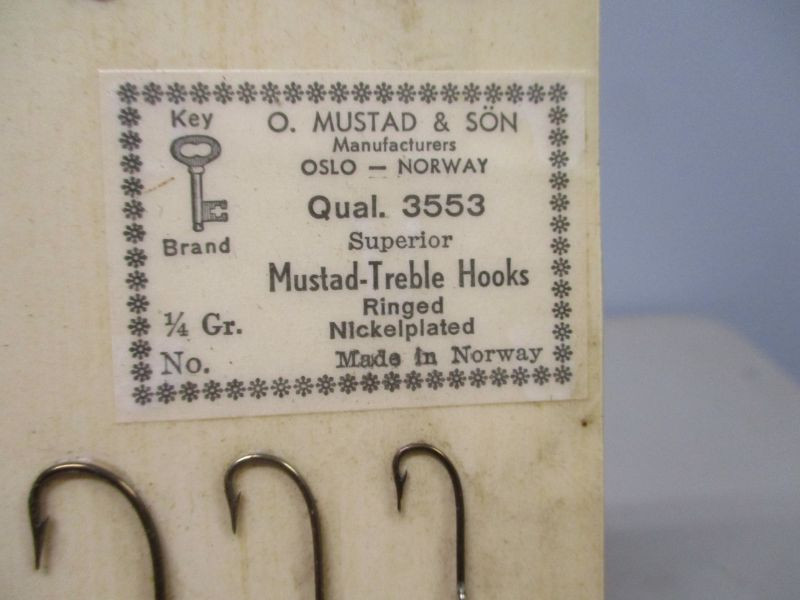 Key
Brand
O. MUSTAD & SÖN
Manufacturers
OSLO — NORWAY
Qual. 3553
Superior
Mustad-Treble Hooks
Ringed
Nickelplated
¼ Gr.
No.
Made in Norway